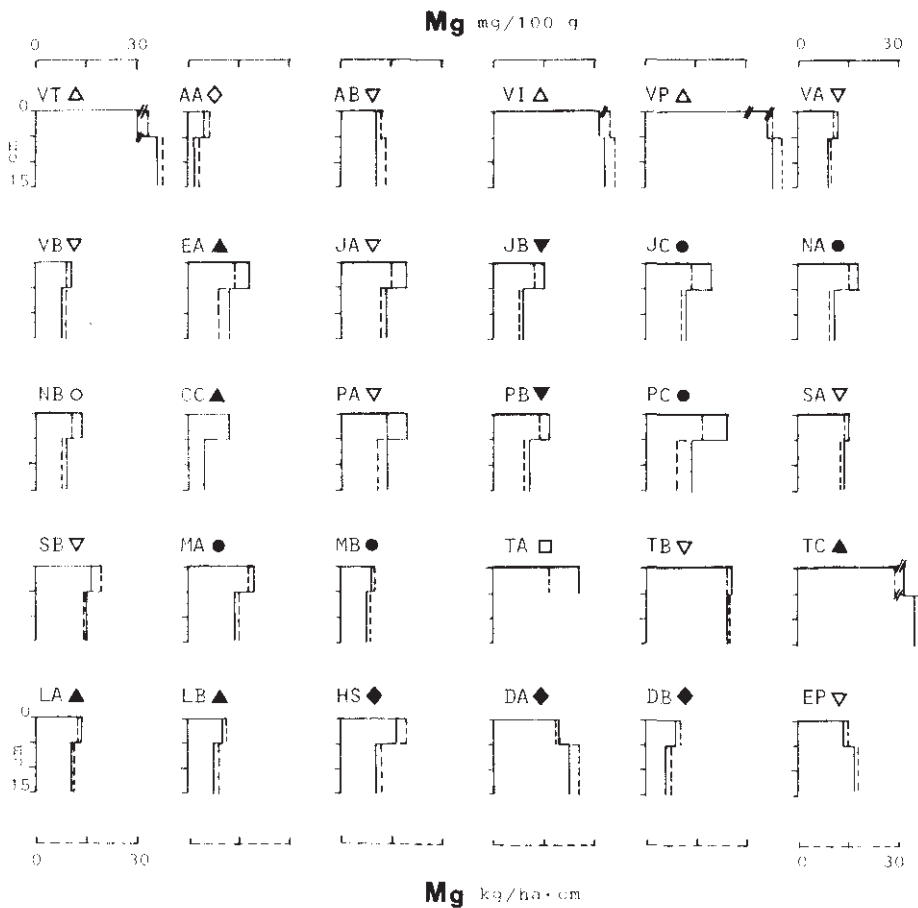 Mg mg/100 g
0 30 0 30
VT AA AB VI VP VA
0
cm
15
VB EA JA JB JC NA
NB CC PA PB PC SA
SB MA MB TA TB TC
LA LB HS DA DB EP
0
cm
15
0 30 0 30
Mg kg/ha·cm